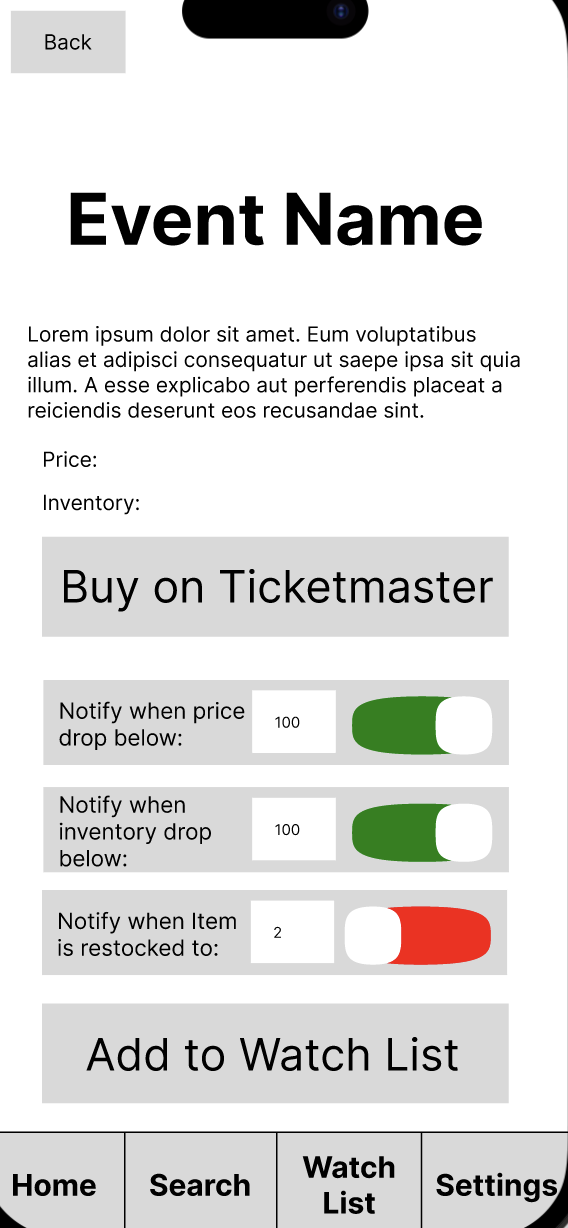 Back
Event Name
Lorem ipsum dolor sit amet. Eum voluptatibus
alias et adipisci consequatur ut saepe ipsa sit quia
illum. A esse explicabo aut perferendis placeat a
reiciendis deserunt eos recusandae sint.
Price:
Inventory:
Buy on Ticketmaster
Notify when price
drop below:
100
Notify when
inventory drop
below:
100
Notify when Item
is restocked to:
2
Add to Watch List
Home
Search
Watch
List
Settings